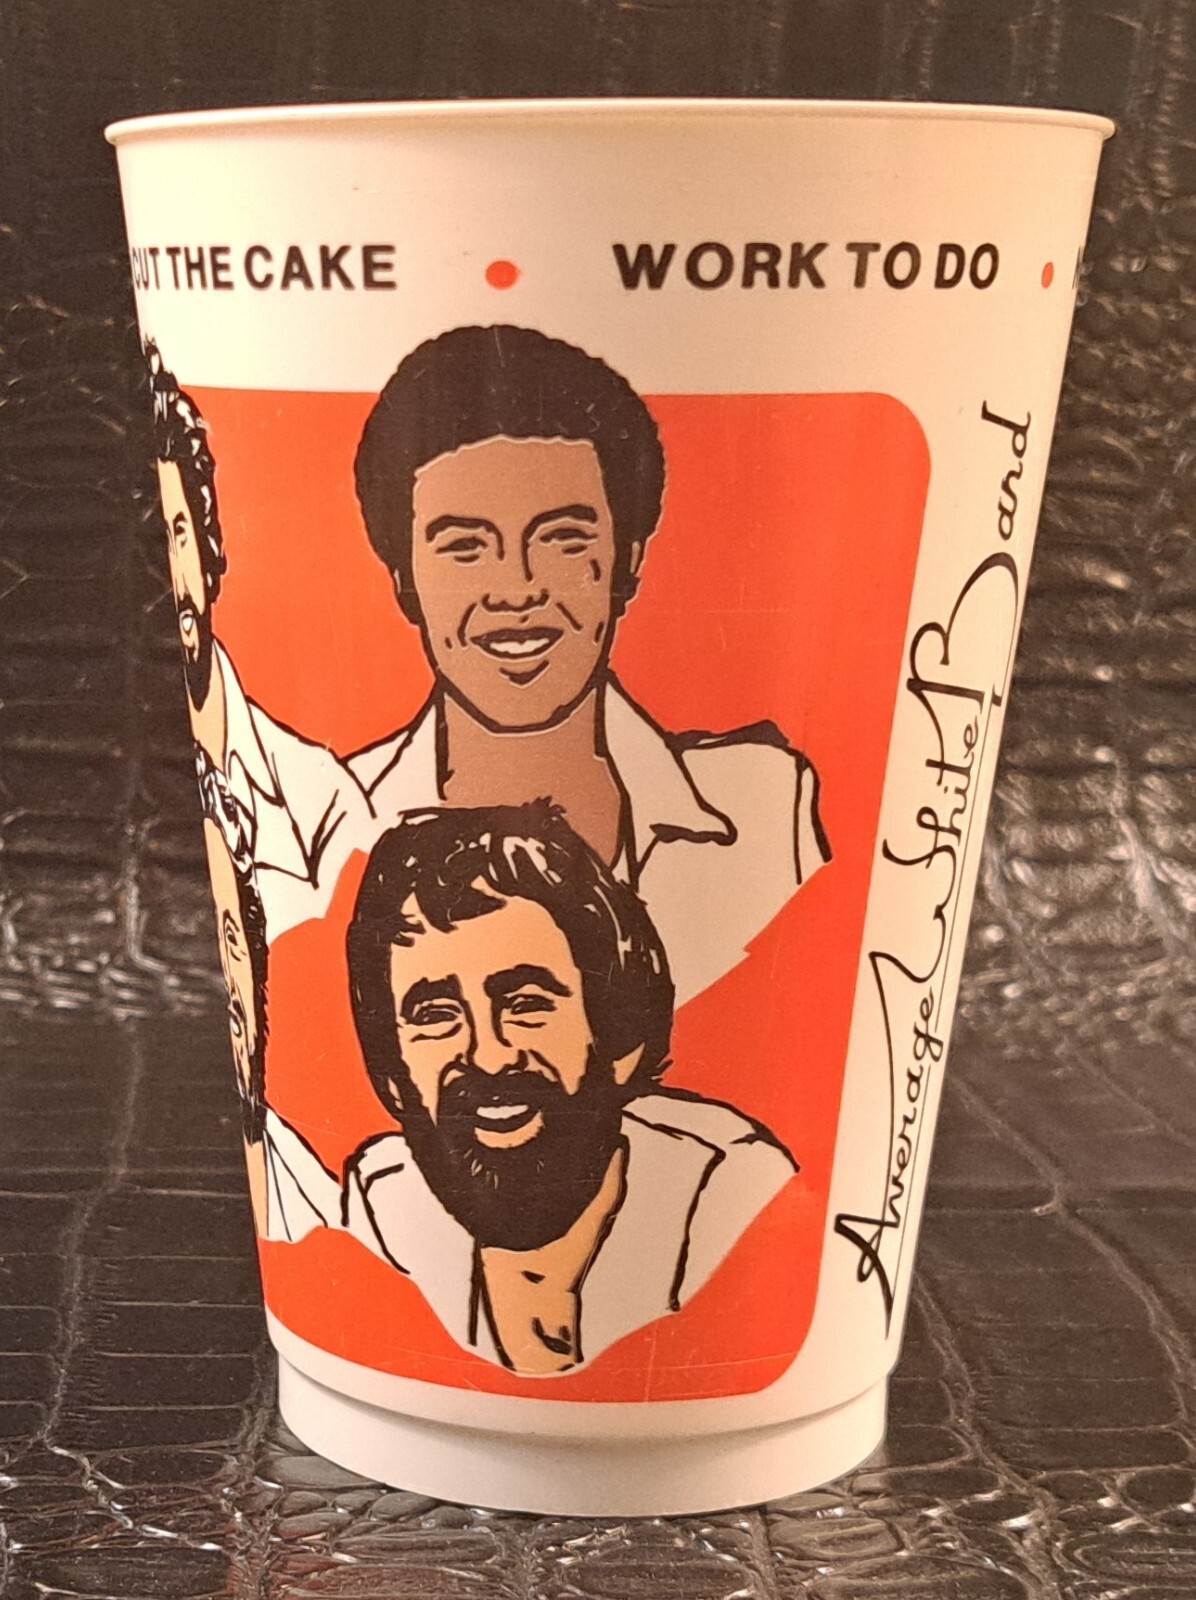 CUT THE CAKE • WORK TO DO •
Average White Band